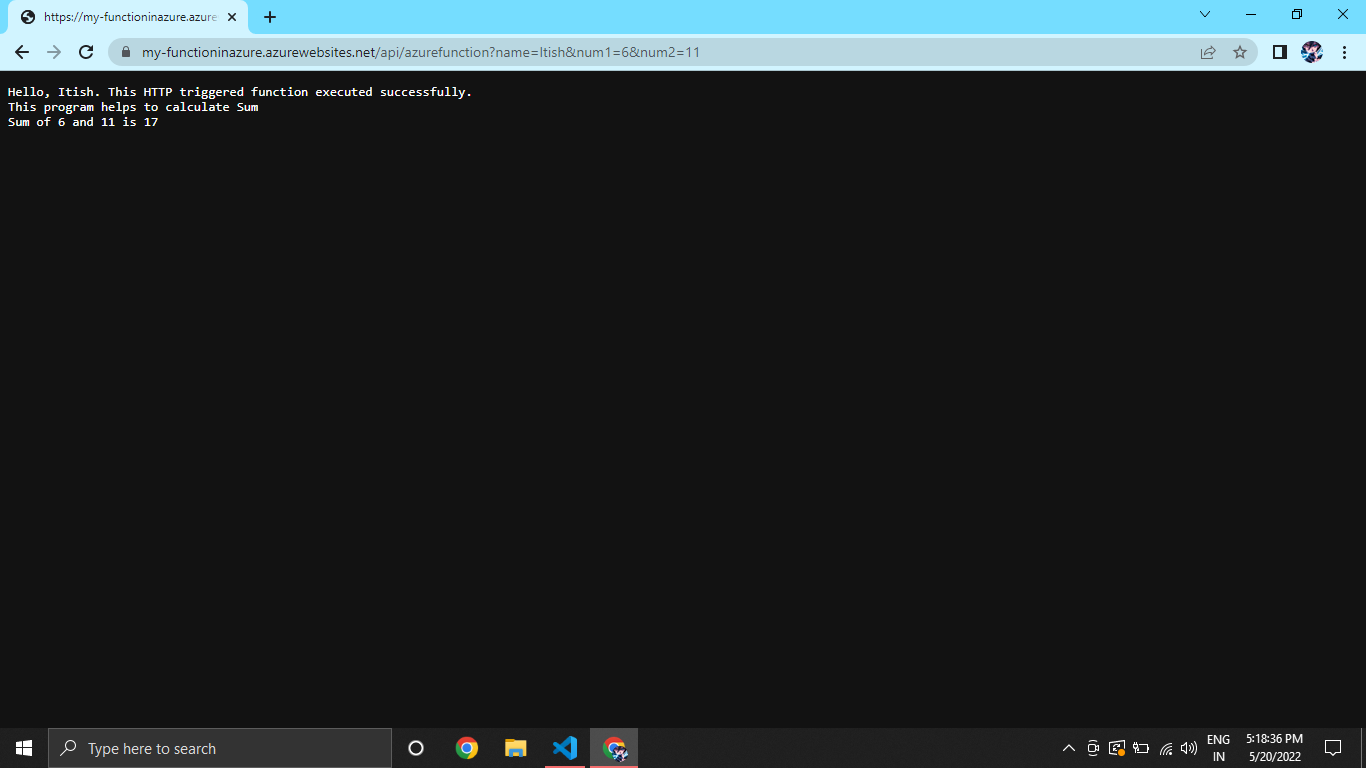 https://my-functioninazure.azure
my-functioninazure.azurewebsites.net/api/azurefunction?name=Itish&num1=6&num2=11
Hello, Itish. This HTTP triggered function executed successfully.
This program helps to calculate Sum
Sum of 6 and 11 is 17
Type here to search
ENG
IN
5:18:36 PM
5/20/2022